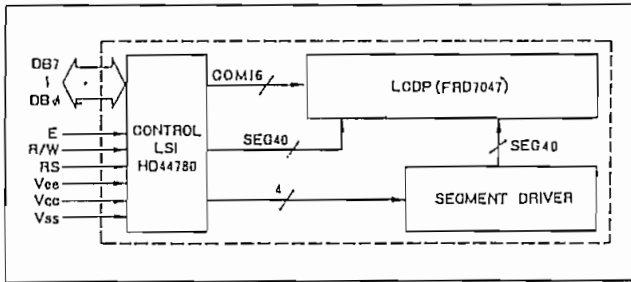 DB7
DB0
E
R/W
RS
Vee
Vcc
Vss
CONTROL
LSI
HD44780
COM16
SEG40
4
LCDP (FRD7047)
SEG40
SEGMENT DRIVER